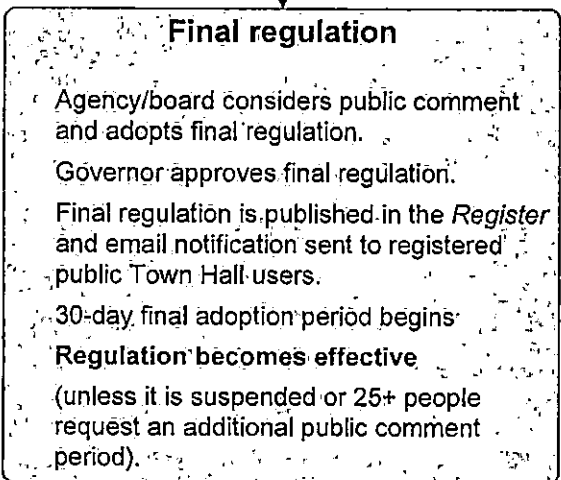 Final regulation
Agency/board considers public comment
and adopts final regulation.
Governor approves final regulation.
Final regulation is published in the Register
and email notification sent to registered
public Town Hall users.
30-day final adoption period begins
Regulation becomes effective
(unless it is suspended or 25+ people
request an additional public comment
period).